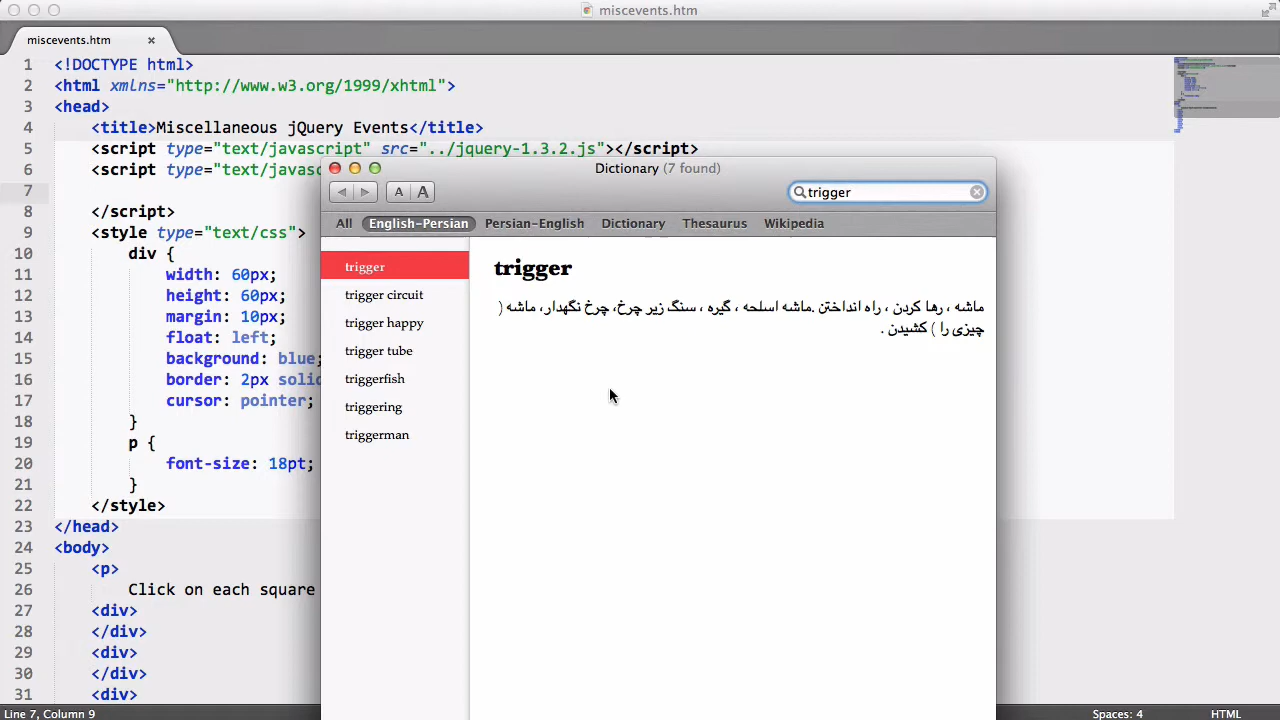 miscevents.htm
miscevents.htm ×
1 <!DOCTYPE html>
2 <html xmlns="http://www.w3.org/1999/xhtml">
3 <head>
4 <title>Miscellaneous jQuery Events</title>
5 <script type="text/javascript" src="../jquery-1.3.2.js"></script>
6 <script type="text/javasc
7
8 </script>
9 <style type="text/css">
10 div {
11 width: 60px;
12 height: 60px;
13 margin: 10px;
14 float: left;
15 background: blue;
16 border: 2px solid
17 cursor: pointer;
18 }
19 p {
20 font-size: 18pt;
21 }
22 </style>
23 </head>
24 <body>
25 <p>
26 Click on each square
27 <div>
28 </div>
29 <div>
30 </div>
31 <div>
Dictionary (7 found)
A A
trigger
All English-Persian Persian-English Dictionary Thesaurus Wikipedia
trigger
trigger circuit
trigger happy
trigger tube
triggerfish
triggering
triggerman
trigger
ماشه ، رها کردن ، راه انداختن .ماشه اسلحه ، گیره ، سنگ زیر چرخ، چرخ نگهدار، ماشه (
چیزی را ) کشیدن .
Line 7, Column 9
Spaces: 4
HTML